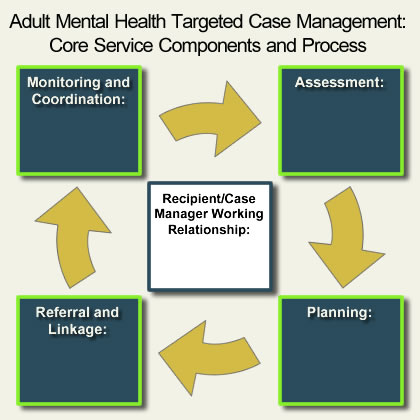 Adult Mental Health Targeted Case Management:
Core Service Components and Process
Monitoring and
Coordination:
Assessment:
Recipient/Case
Manager Working
Relationship:
Referral and
Linkage:
Planning: